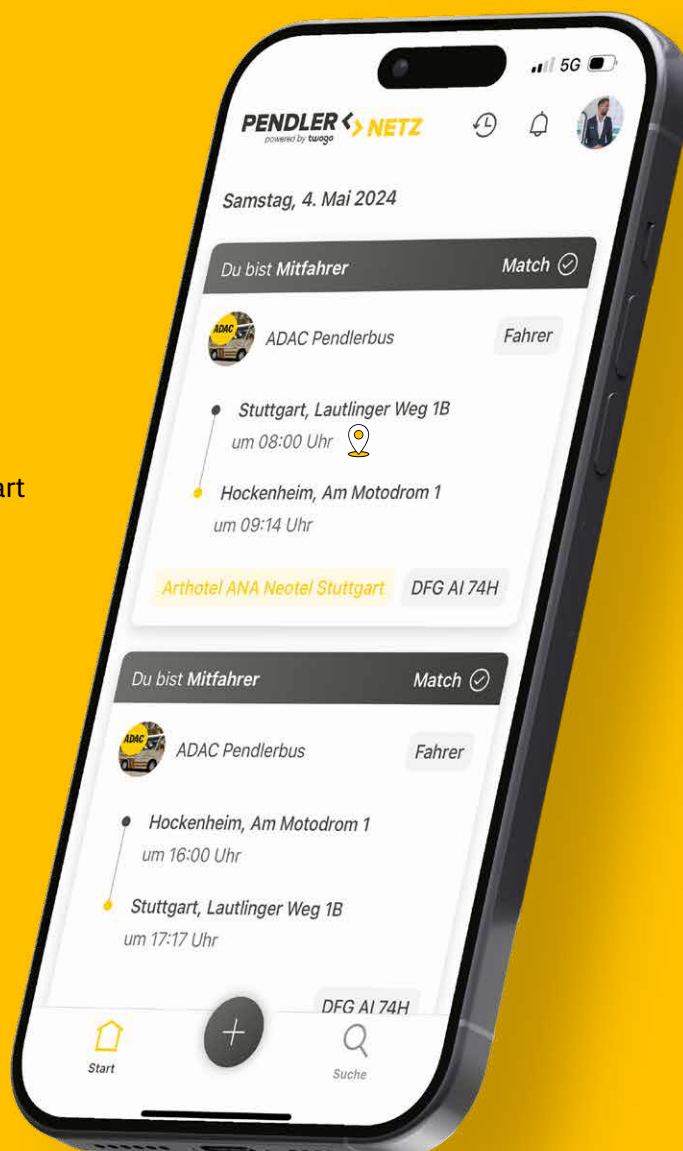 5G
PENDLER NETZ
powered by twogo
Samstag, 4. Mai 2024
Du bist Mitfahrer Match
ADAC
ADAC Pendlerbus Fahrer
Stuttgart, Lautlinger Weg 1B
um 08:00 Uhr
art
Hockenheim, Am Motodrom 1
um 09:14 Uhr
Arthotel ANA Neotel Stuttgart DFG AI 74H
Du bist Mitfahrer Match
ADAC
ADAC Pendlerbus Fahrer
Hockenheim, Am Motodrom 1
um 16:00 Uhr
Stuttgart, Lautlinger Weg 1B
um 17:17 Uhr
DFG AI 74H
Start
Suche